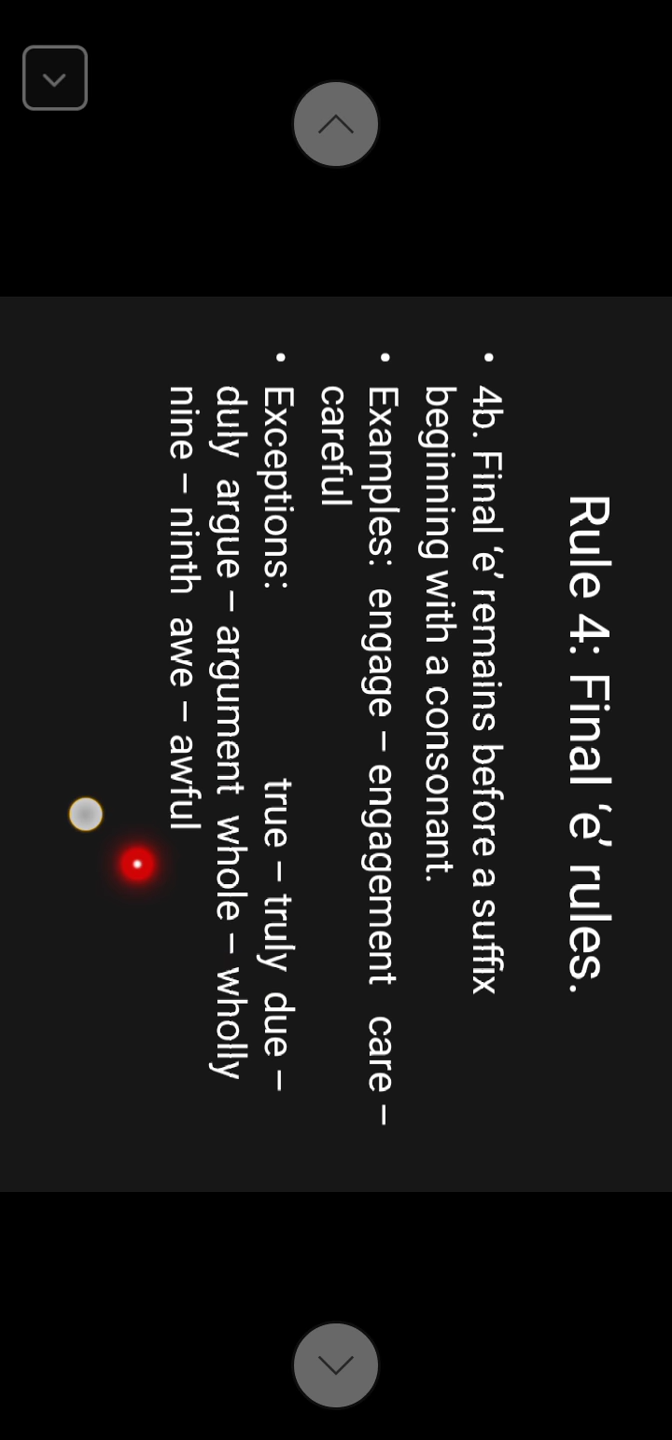 Rule 4: Final ‘e’ rules.
• 4b. Final ‘e’ remains before a suffix
beginning with a consonant.
• Examples: engage – engagement care –
careful
• Exceptions: true – truly due –
duly argue – argument whole – wholly
nine – ninth awe – awful